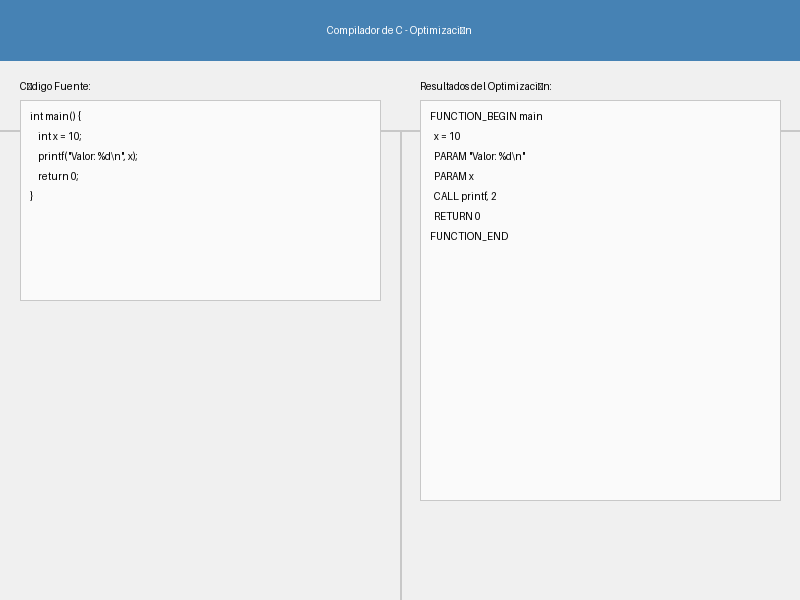 Compilador de C - Optimizaci□n
C□digo Fuente:
int main() {
int x = 10;
printf("Valor: %d\n", x);
return 0;
}
Resultados del Optimizaci□n:
FUNCTION_BEGIN main
x = 10
PARAM "Valor: %d\n"
PARAM x
CALL printf, 2
RETURN 0
FUNCTION_END